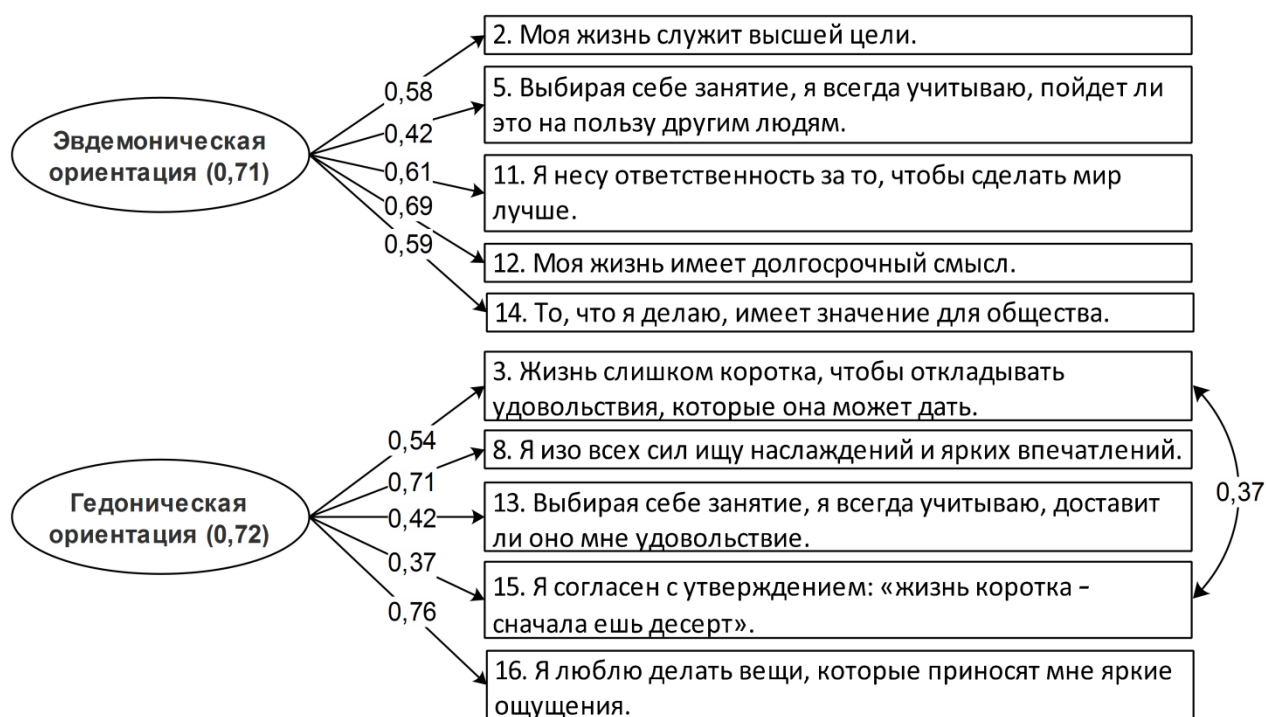 2. Моя жизнь служит высшей цели.
0,58
5. Выбирая себе занятие, я всегда учитываю, пойдет ли
это на пользу другим людям.
0,42
Эвдемоническая
ориентация (0,71)
0,61
11. Я несу ответственность за то, чтобы сделать мир
лучше.
0,69
0,59
12. Моя жизнь имеет долгосрочный смысл.
14. То, что я делаю, имеет значение для общества.
3. Жизнь слишком коротка, чтобы откладывать
удовольствия, которые она может дать.
0,54
8. Я изо всех сил ищу наслаждений и ярких впечатлений.
0,71
0,37
Гедоническая
ориентация (0,72)
0,42
13. Выбирая себе занятие, я всегда учитываю, доставит
ли оно мне удовольствие.
0,37
15. Я согласен с утверждением: «жизнь коротка –
сначала ешь десерт».
0,76
16. Я люблю делать вещи, которые приносят мне яркие
ощущения.